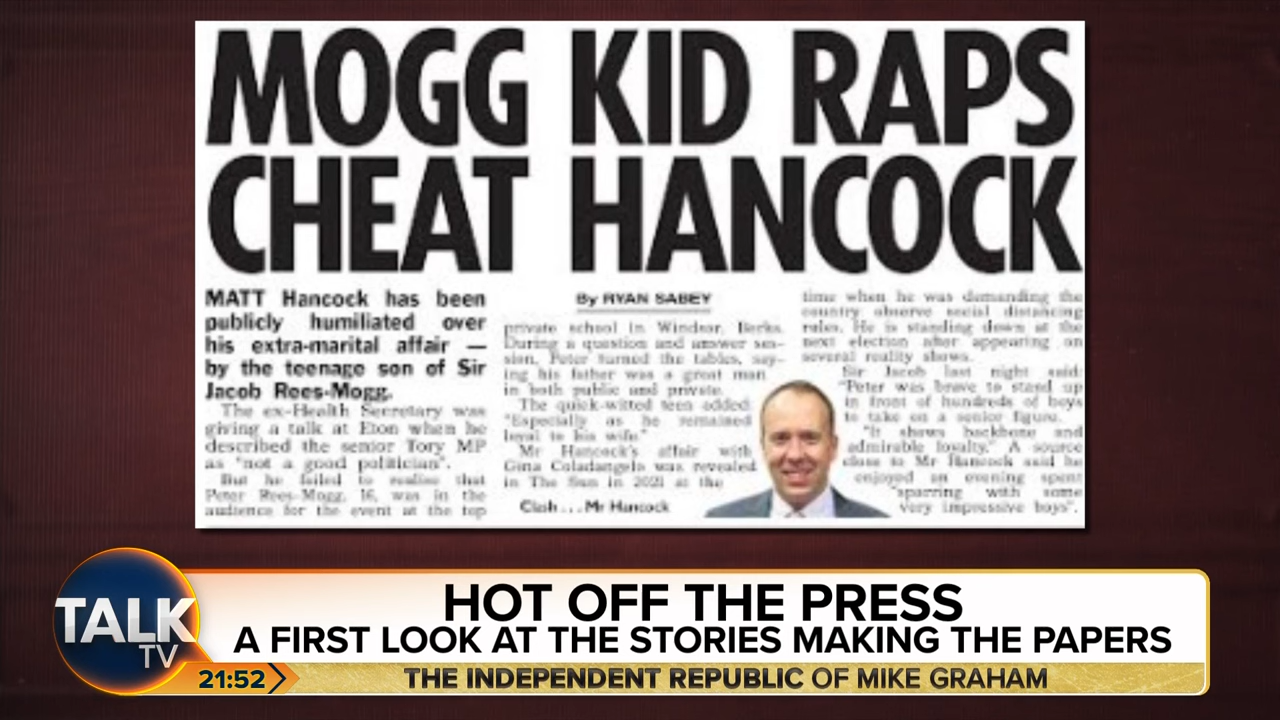 MOGG KID RAPS
CHEAT HANCOCK
MATT Hancock has been
publicly humiliated over
his extra-marital affair —
by the teenage son of Sir
Jacob Rees-Mogg.
The ex-Health Secretary was
giving a talk at Eton when he
described the senior Tory MP
as "not a good politician".
But he failed to realise that
Peter Rees-Mogg, 16, was in the
audience for the event at the top
By RYAN SABEY
private school in Windsor, Berks.
During a question and answer ses-
sion, Peter turned the tables, say-
ing his father was a great man
in both public and private.
The quick-witted teen added:
"Especially as he remained
loyal to his wife."
Mr Hancock's affair with
Gina Coladangelo was revealed
in The Sun in 2021 at the
Clash . . . Mr Hancock
time when he was demanding the
country observe social distancing
rules. He is standing down at the
next election after appearing on
several reality shows.
Sir Jacob last night said:
"Peter was brave to stand up
in front of hundreds of boys
to take on a senior figure.
"It shows backbone and
admirable loyalty." A source
close to Mr Hancock said he
enjoyed an evening spent
"sparring with some
very impressive boys".
HOT OFF THE PRESS
A FIRST LOOK AT THE STORIES MAKING THE PAPERS
TALK
TV
21:52
THE INDEPENDENT REPUBLIC OF MIKE GRAHAM